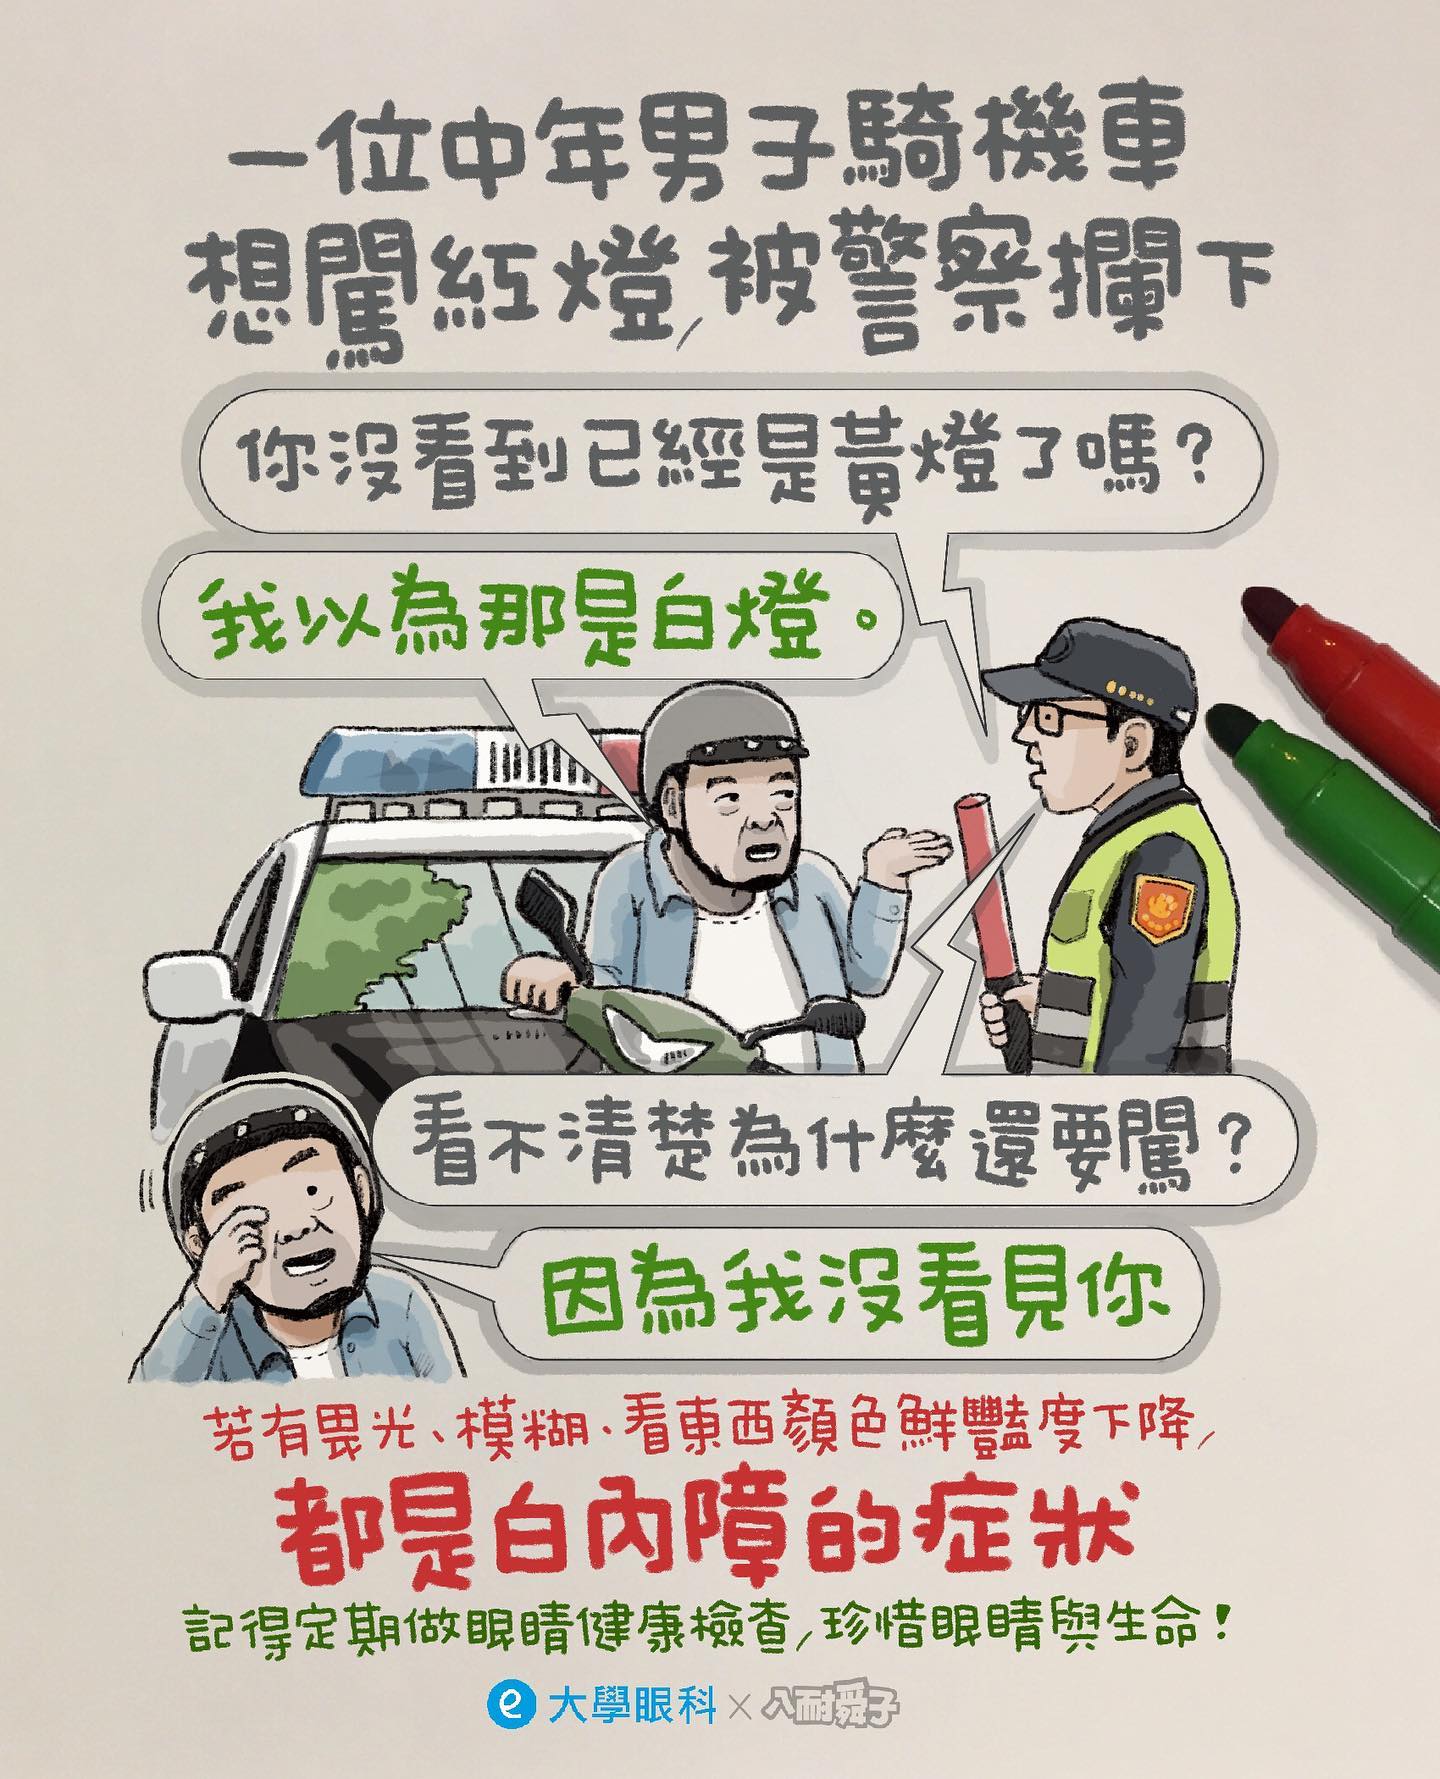 一位中年男子騎機車
想闖紅燈,被警察攔下
你沒看到已經是黃燈了嗎?
我以為那是白燈。
看不清楚為什麼還要闖?
因為我沒看見你
若有畏光、模糊、看東西顏色鮮豔度下降,
都是白內障的症狀
記得定期做眼睛健康檢查,珍惜眼睛與生命!
e 大學眼科×八耐舜子